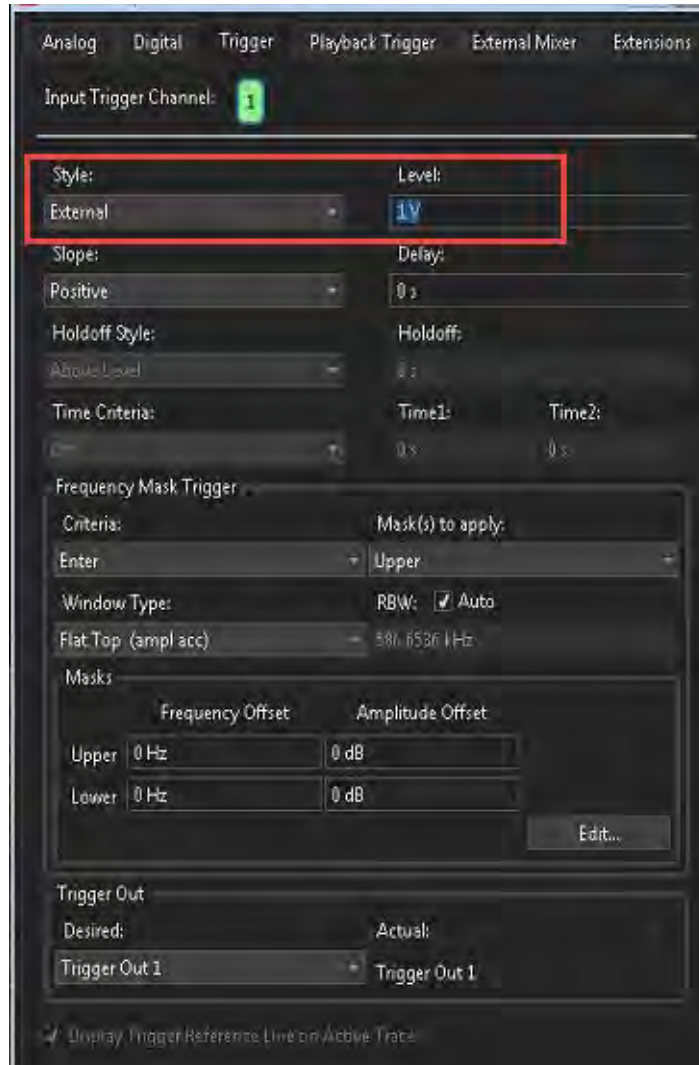 Analog Digital Trigger Playback Trigger External Mixer Extensions
Input Trigger Channel: 1
Style: Level:
External 1 V
Slope: Delay:
Positive 0 s
Holdoff Style: Holdoff:
Above Level 0 s
Time Criteria: Time1: Time2:
0 s 0 s
Frequency Mask Trigger
Criteria: Mask(s) to apply:
Enter Upper
Window Type: RBW: Auto
Flat Top (ampl acc) 586.6536 kHz
Masks
Frequency Offset Amplitude Offset
Upper 0 Hz 0 dB
Lower 0 Hz 0 dB
Edit...
Trigger Out
Desired: Actual:
Trigger Out 1 Trigger Out 1
Display Trigger Reference Line on Active Trace